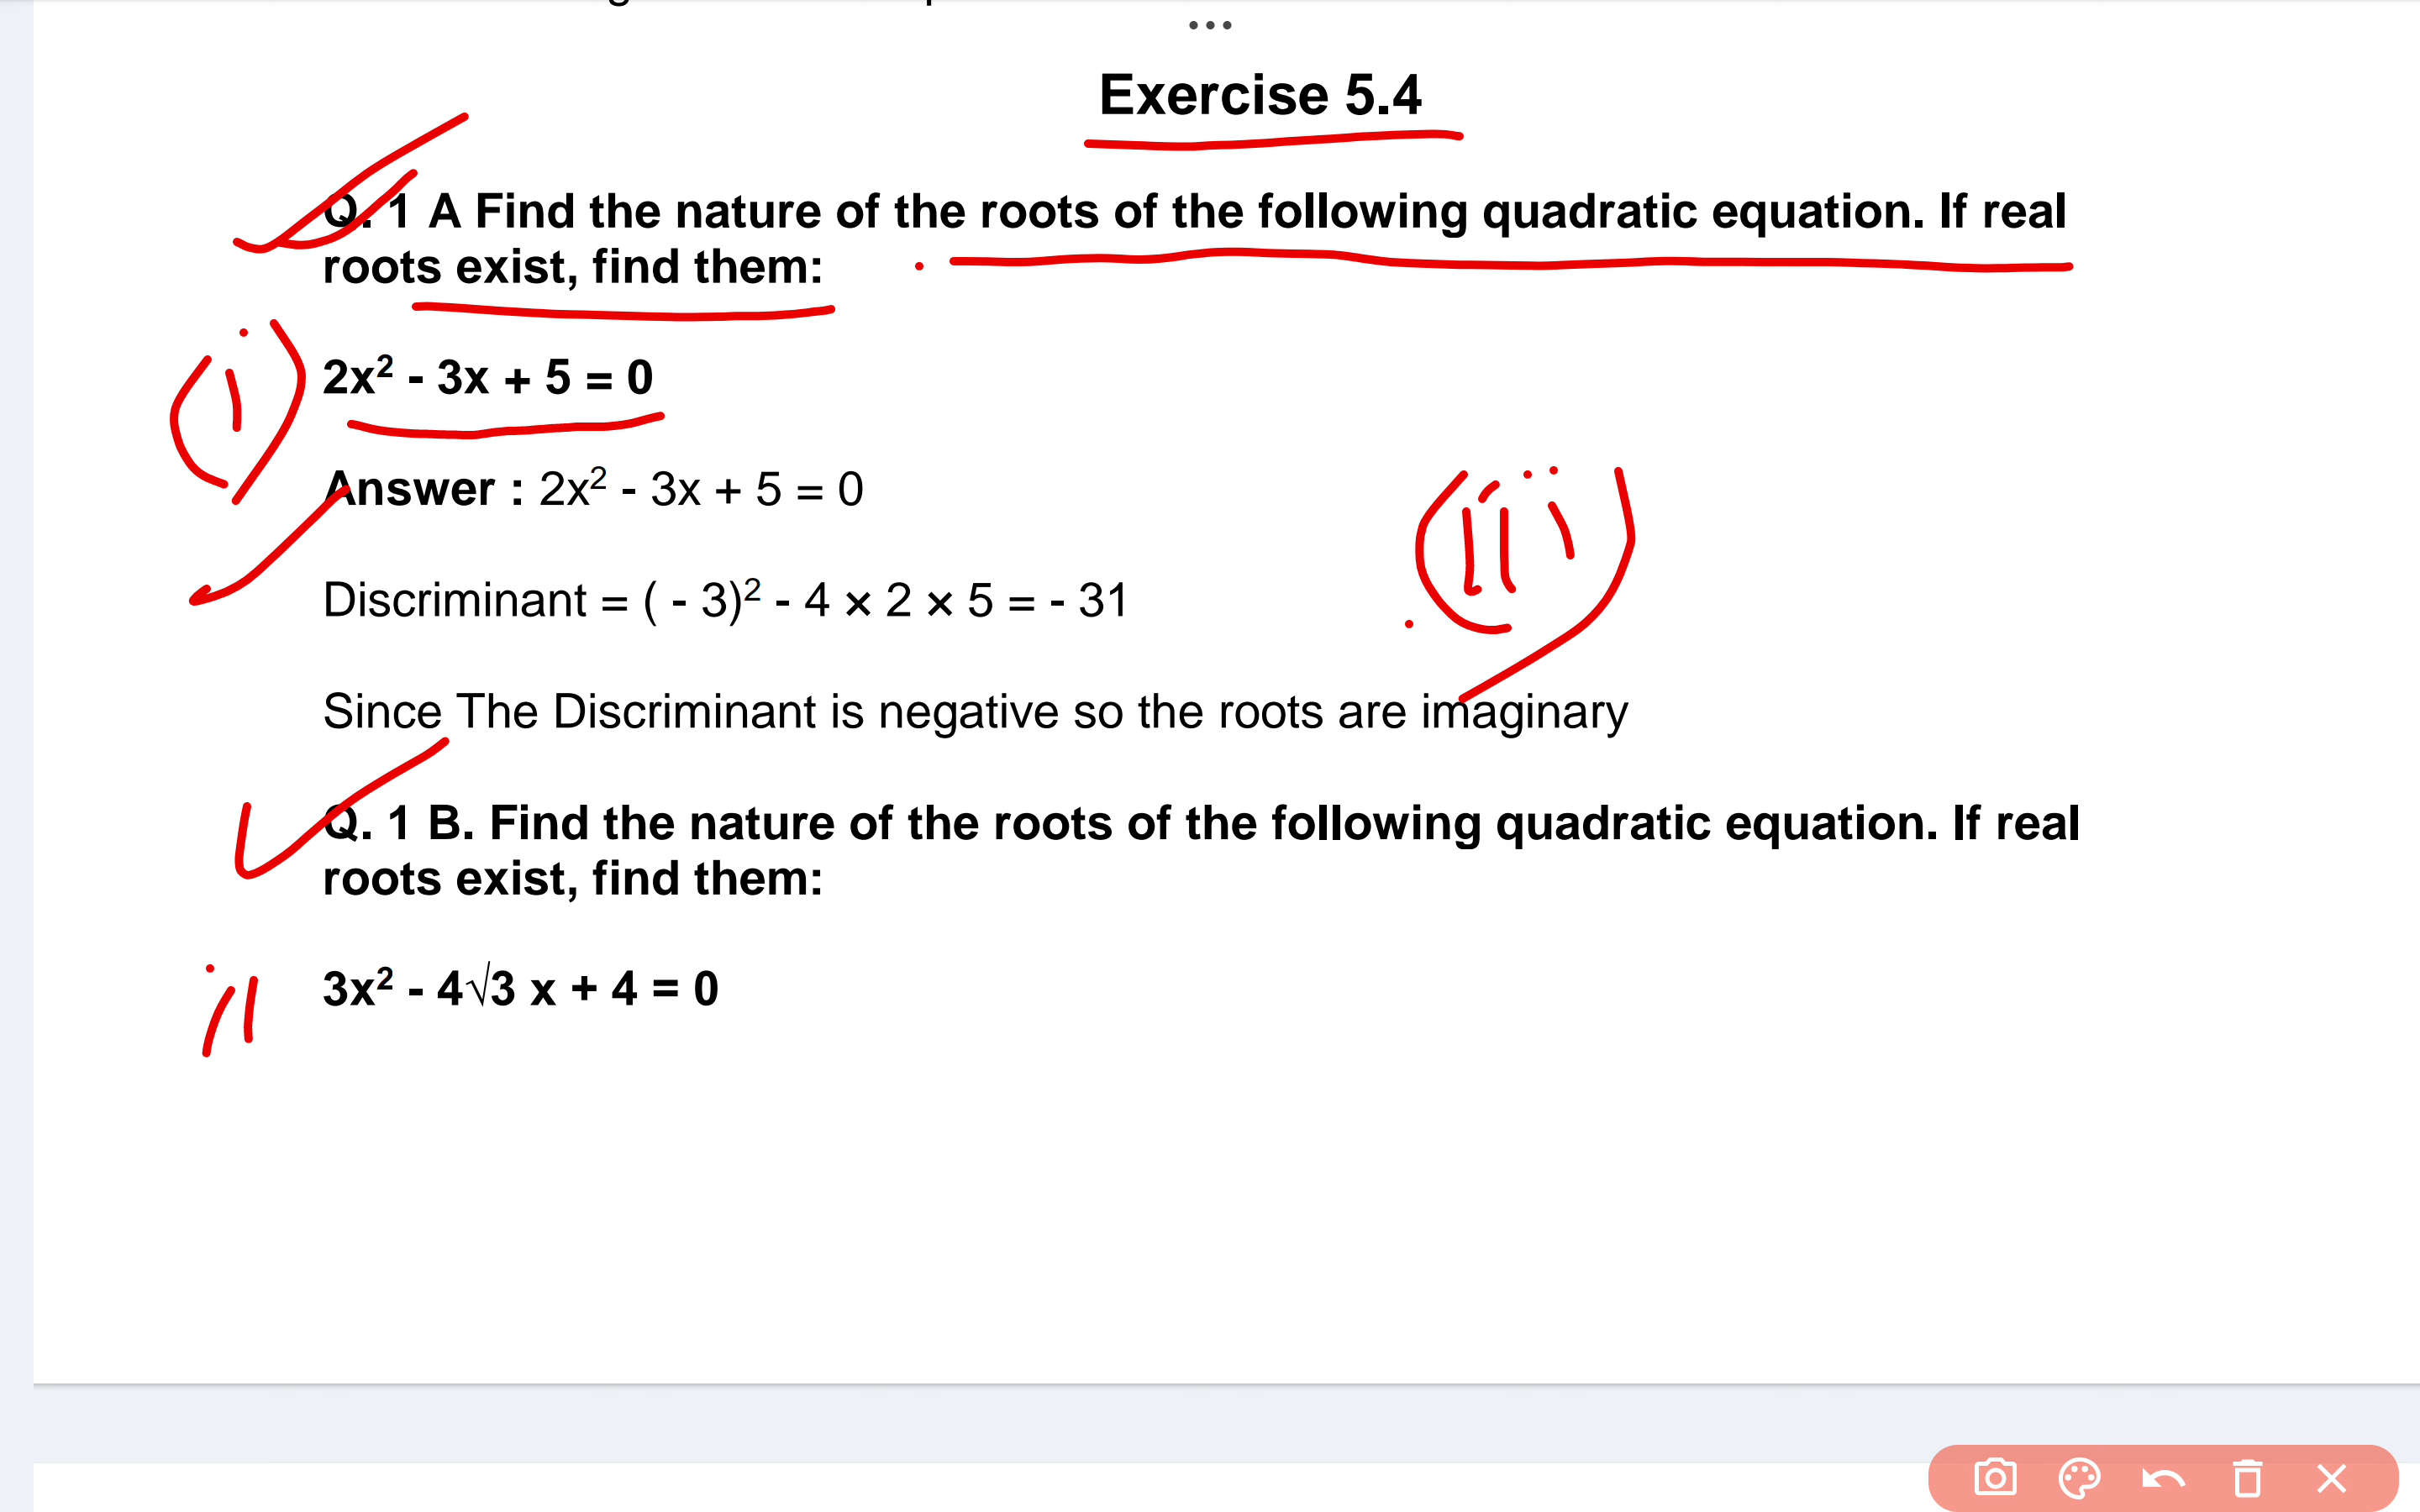 Exercise 5.4
Q. 1 A Find the nature of the roots of the following quadratic equation. If real
roots exist, find them:
(i)
2x² - 3x + 5 = 0
Answer : 2x² - 3x + 5 = 0
(iii)
Discriminant = ( - 3)² - 4 × 2 × 5 = - 31
Since The Discriminant is negative so the roots are imaginary
Q. 1 B. Find the nature of the roots of the following quadratic equation. If real
roots exist, find them:
ii
3x² - 4√3 x + 4 = 0